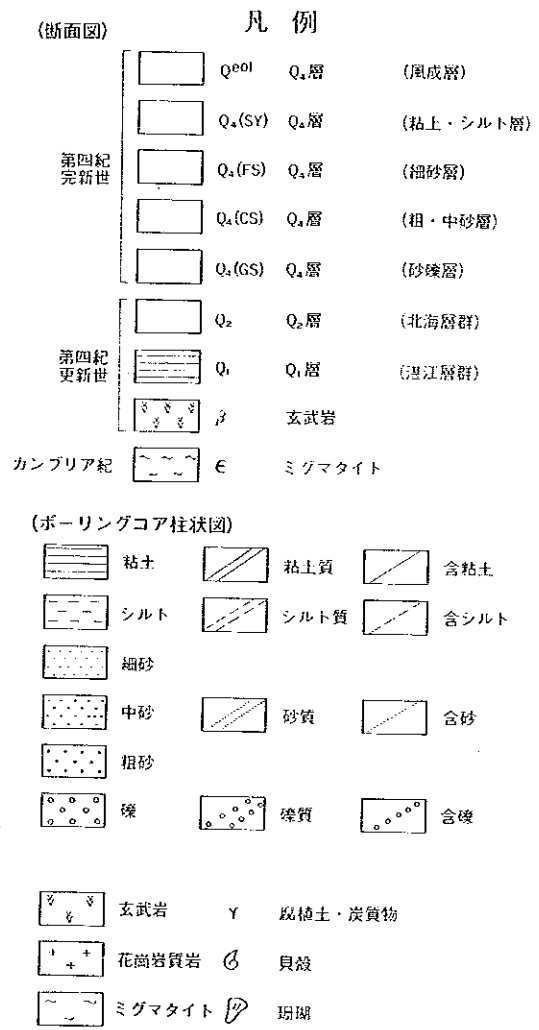 凡 例
(断面図)
Qeol Q₄層 (風成層)
Q₄(SY) Q₄層 (粘土・シルト層)
第四紀
完新世
Q₄(FS) Q₄層 (細砂層)
Q₄(CS) Q₄層 (粗・中砂層)
Q₄(GS) Q₄層 (砂礫層)
Q₂ Q₂層 (北海層群)
第四紀
更新世
Q₁ Q₁層 (湛江層群)
β 玄武岩
カンブリア紀 ϵ ミグマタイト
(ボーリングコア柱状図)
粘土 粘土質 含粘土
シルト シルト質 含シルト
細砂
中砂 砂質 含砂
粗砂
礫 礫質 含礫
玄武岩 Y 腐植土・炭質物
花崗岩質岩 貝殻
ミグマタイト 珊瑚